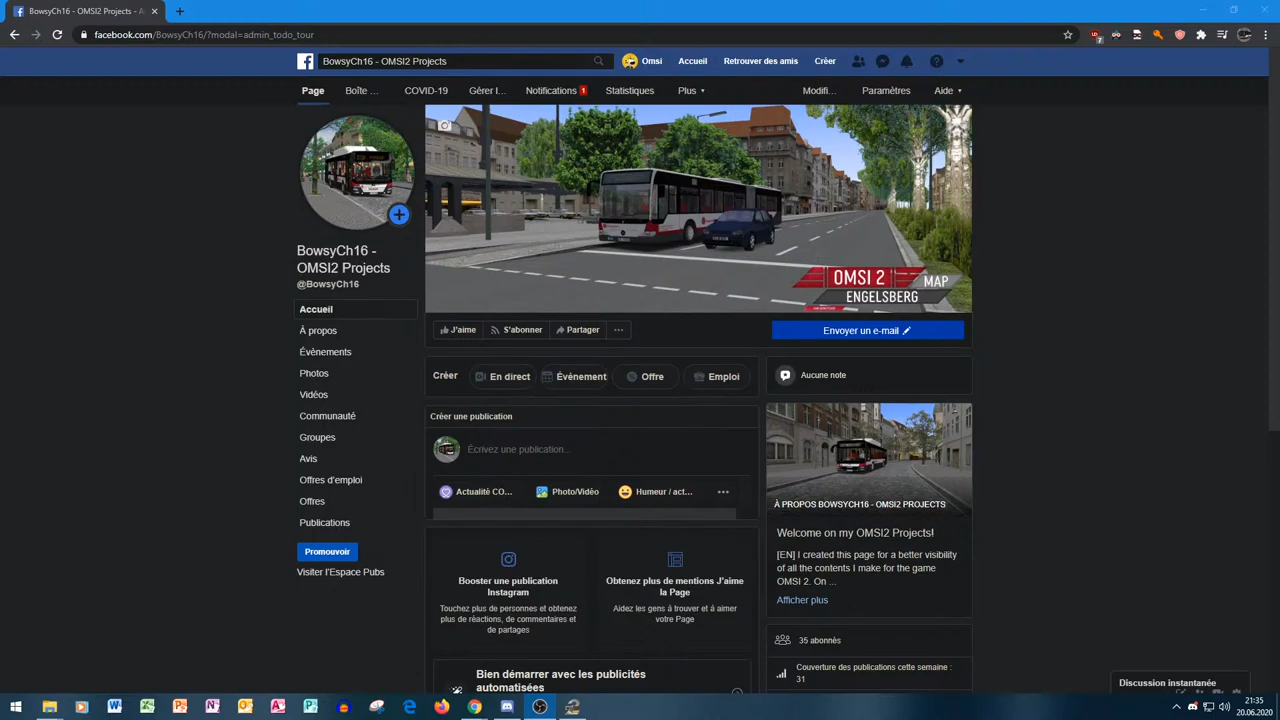 BowsyCh16 - OMSI2 Projects - A
facebook.com/BowsyCh16/?modal=admin_todo_tour
7
BowsyCh16 - OMSI2 Projects
Omsi
Accueil
Retrouver des amis
Créer
Page
Boîte ...
COVID-19
Gérer l...
Notifications 1
Statistiques
Plus
Modifi...
Paramètres
Aide
BowsyCh16 -
OMSI2 Projects
@BowsyCh16
OMSI 2
MAP
ENGELSBERG
Accueil
À propos
Évènements
Photos
Vidéos
Communauté
Groupes
Avis
Offres d'emploi
Offres
Publications
Promouvoir
Visiter l'Espace Pubs
J'aime
S'abonner
Partager
...
Envoyer un e-mail
Créer
En direct
Évènement
Offre
Emploi
Aucune note
Créer une publication
Écrivez une publication...
Actualité CO...
Photo/Vidéo
Humeur / act...
À PROPOS BOWSYCH16 - OMSI2 PROJECTS
Welcome on my OMSI2 Projects!
[EN] I created this page for a better visibility
of all the contents I make for the game
OMSI 2. On ...
Afficher plus
Booster une publication
Instagram
Touchez plus de personnes et obtenez
plus de réactions, de commentaires et
de partages
Obtenez plus de mentions J'aime
la Page
Aidez les gens à trouver et à aimer
votre Page
35 abonnés
Couverture des publications cette semaine :
31
Bien démarrer avec les publicités
automatisées
Discussion instantanée
21:35
20.06.2020